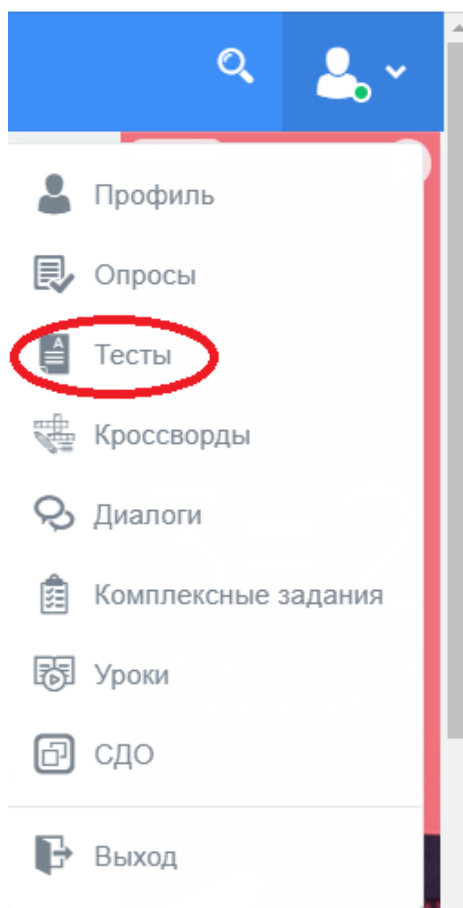 Профиль
Опросы
Тесты
Кроссворды
Диалоги
Комплексные задания
Уроки
СДО
Выход